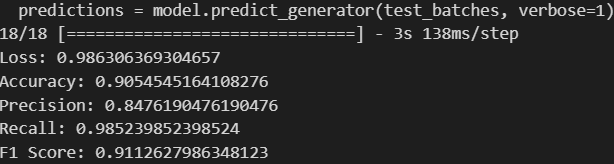 predictions = model.predict_generator(test_batches, verbose=1)
18/18 [==============================] - 3s 138ms/step
Loss: 0.986306369304657
Accuracy: 0.9054545164108276
Precision: 0.8476190476190476
Recall: 0.985239852398524
F1 Score: 0.9112627986348123